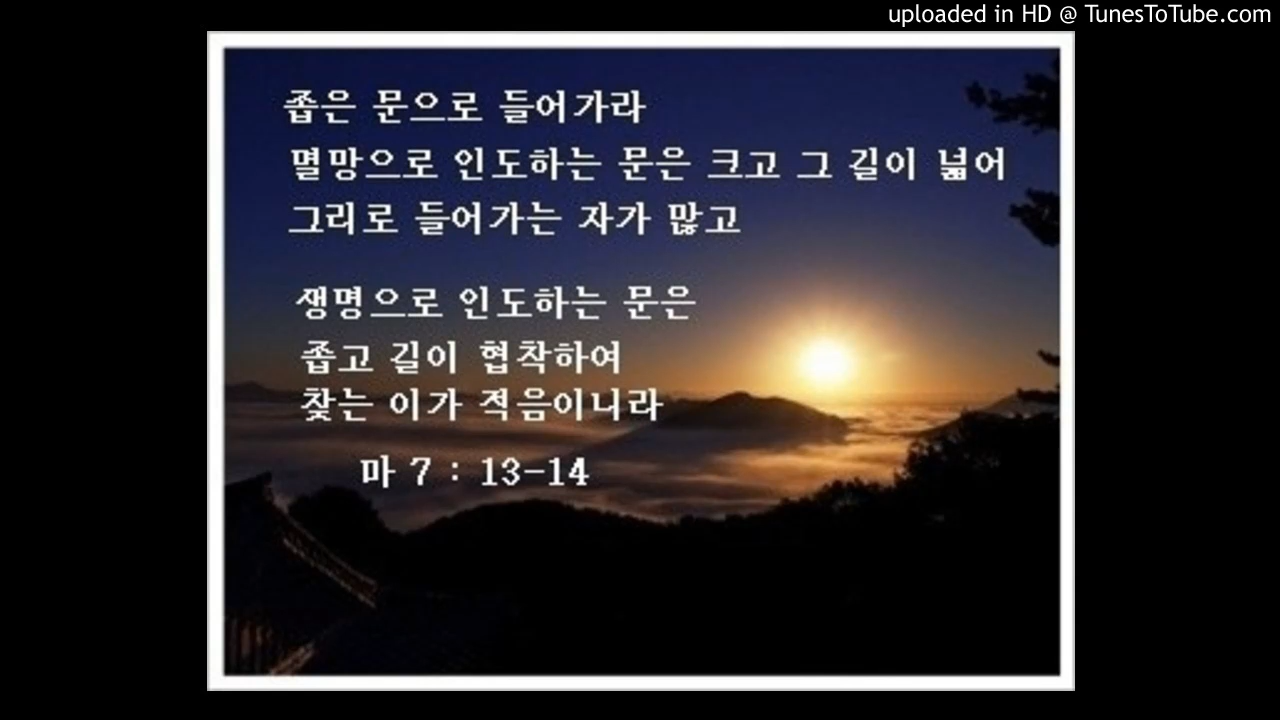 uploaded in HD @ TunesToTube.com
좁은 문으로 들어가라
멸망으로 인도하는 문은 크고 그 길이 넓어
그리로 들어가는 자가 많고
생명으로 인도하는 문은
좁고 길이 협착하여
찾는 이가 적음이니라
마 7 : 13-14